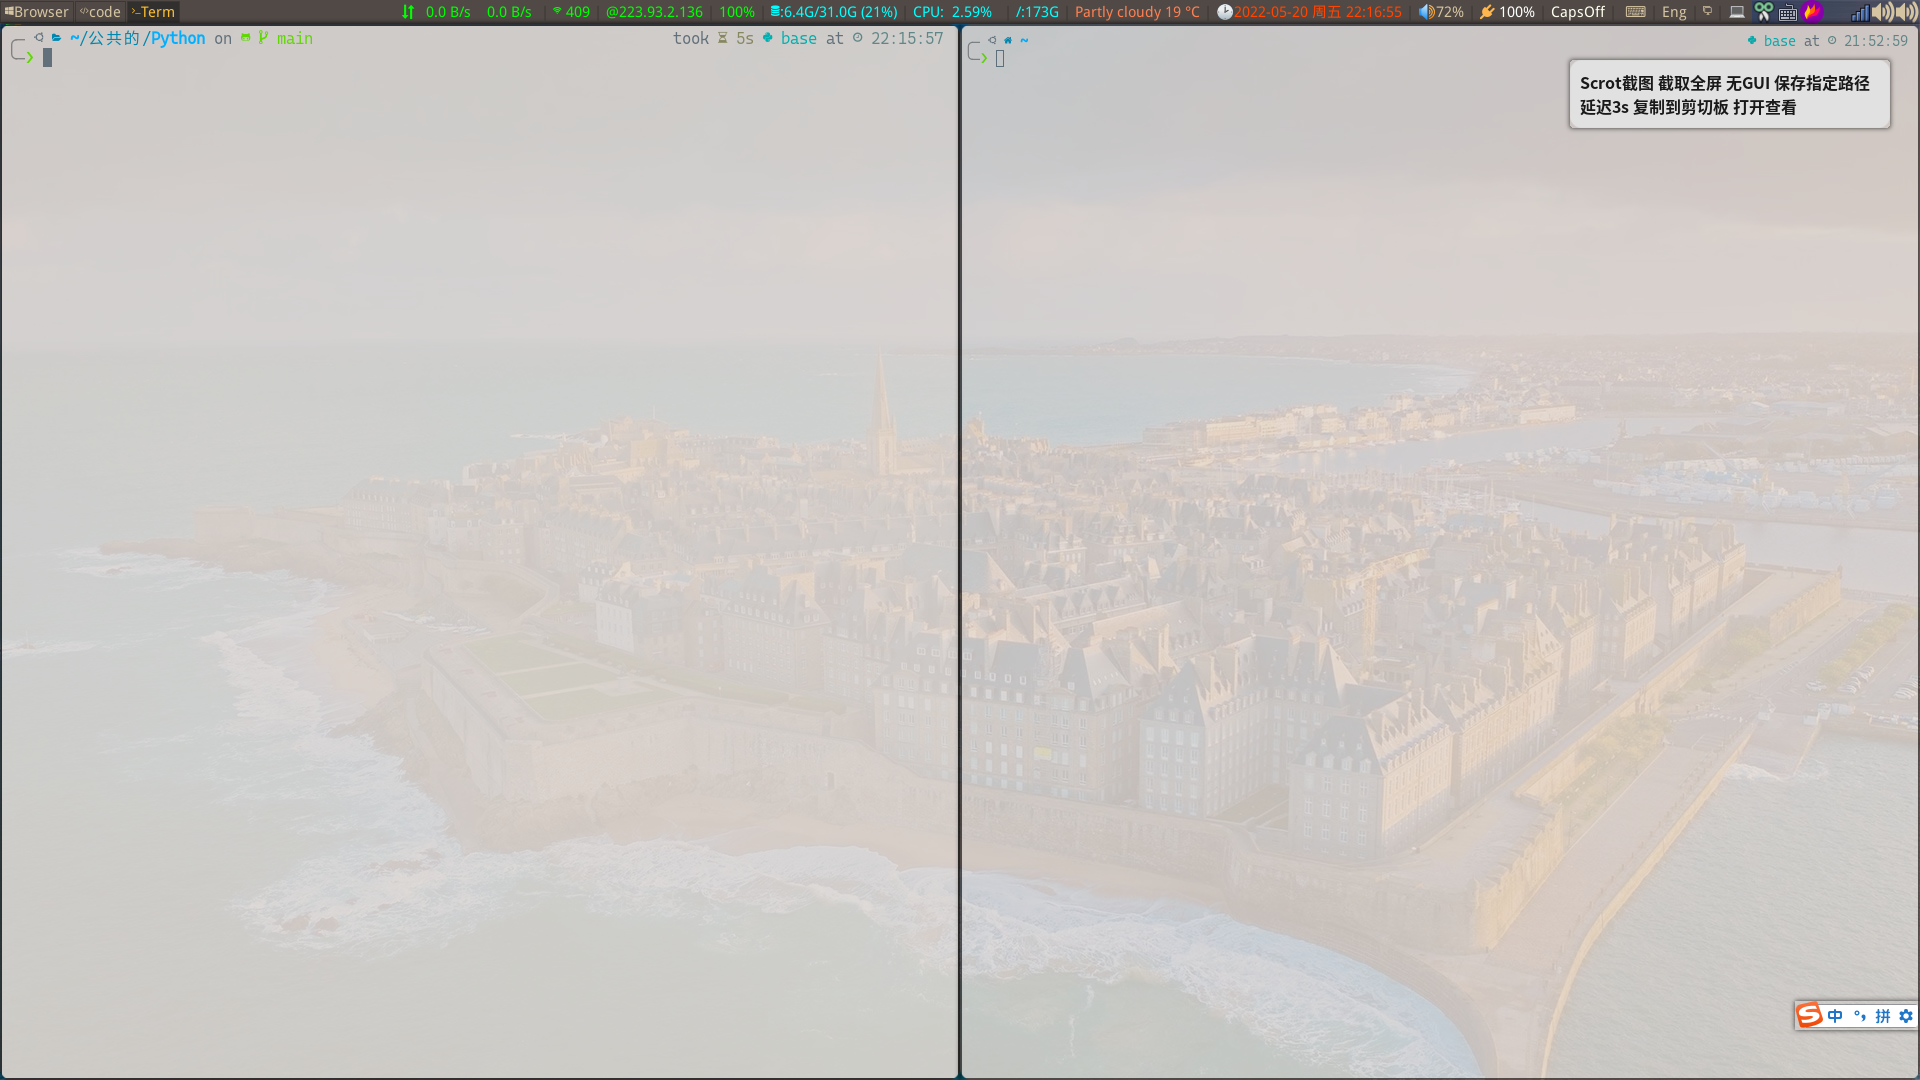 Browser code Term 0.0 B/s 0.0 B/s 409 @223.93.2.136 100% :6.4G/31.0G (21%) CPU: 2.59% /:173G Partly cloudy 19 °C 2022-05-20 周五 22:16:55 72% 100% CapsOff Eng
~/公共的/Python on main took 5s base at 22:15:57
~ base at 21:52:59
Scrot截图 截取全屏 无GUI 保存指定路径
延迟3s 复制到剪切板 打开查看
S 中 °, 拼